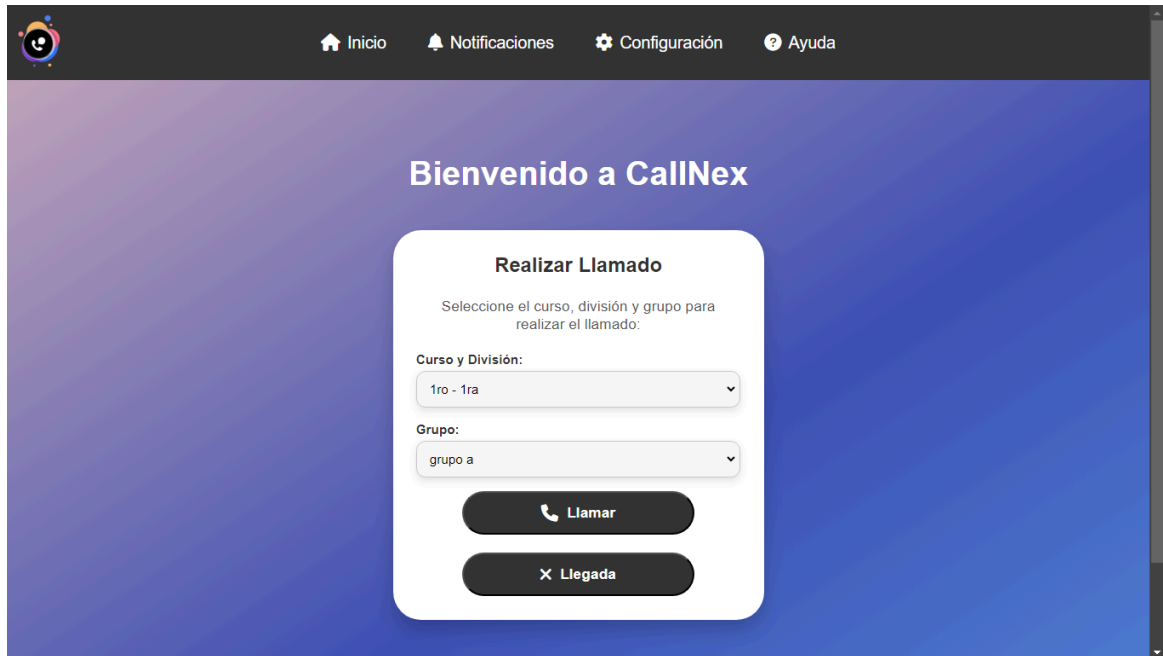 Inicio
Notificaciones
Configuración
Ayuda
Bienvenido a CallNex
Realizar Llamado
Seleccione el curso, división y grupo para
realizar el llamado:
Curso y División:
1ro - 1ra
Grupo:
grupo a
Llamar
Llegada